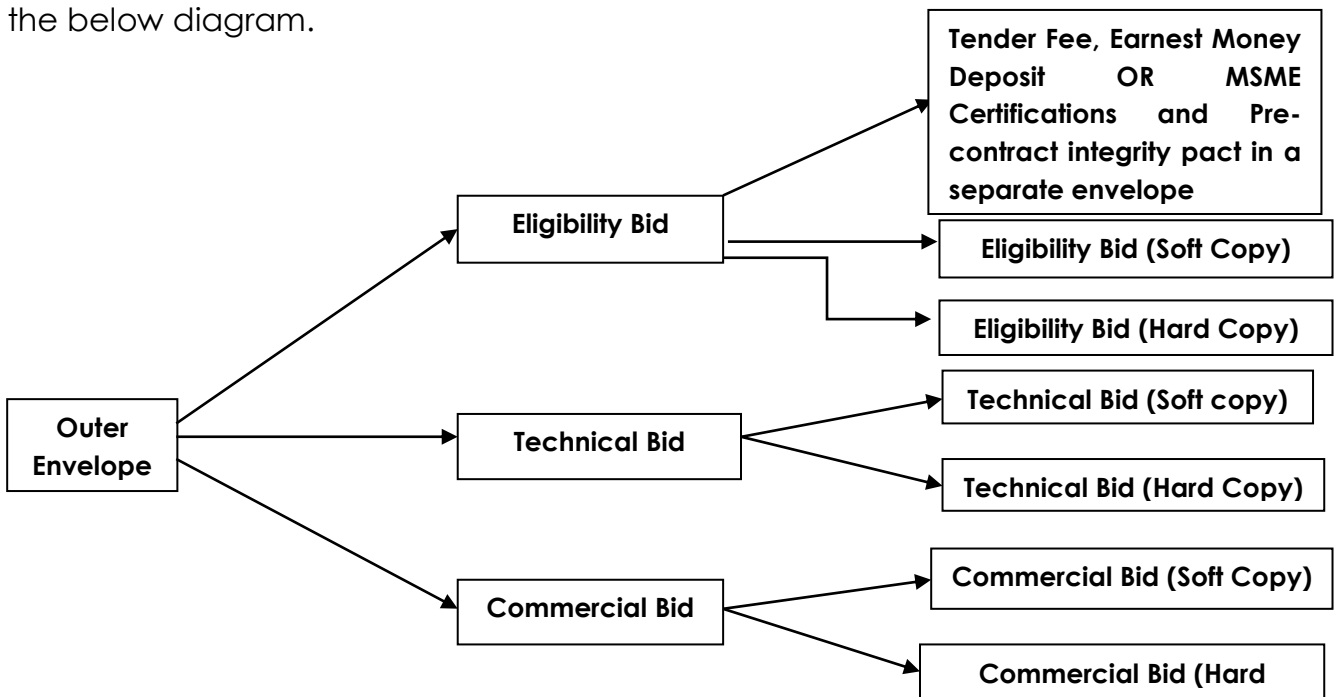 the below diagram.
Tender Fee, Earnest Money
Deposit OR MSME
Certifications and Pre-
contract integrity pact in a
separate envelope
Eligibility Bid
Eligibility Bid (Soft Copy)
Eligibility Bid (Hard Copy)
Outer
Envelope
Technical Bid
Technical Bid (Soft copy)
Technical Bid (Hard Copy)
Commercial Bid
Commercial Bid (Soft Copy)
Commercial Bid (Hard